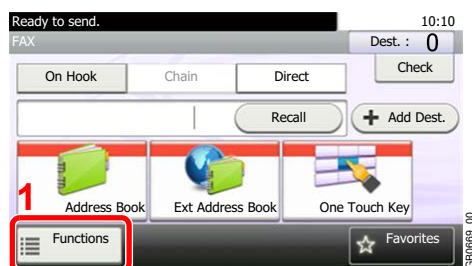 Ready to send.
10:10
FAX
Dest. : 0
On Hook
Chain
Direct
Check
Recall
Add Dest.
1
Address Book
Ext Address Book
One Touch Key
Functions
Favorites